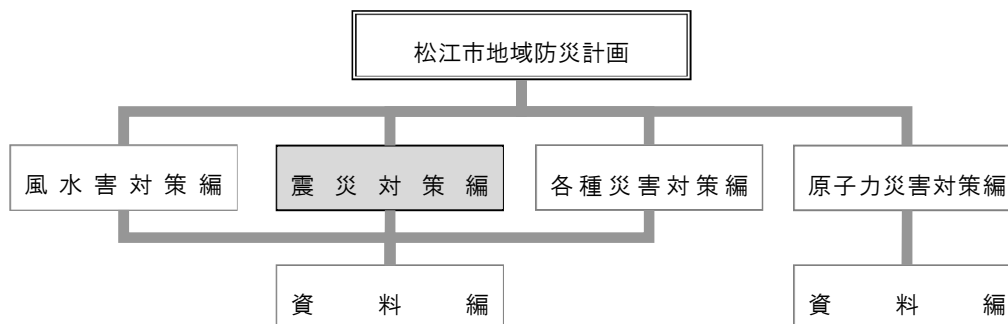 松江市地域防災計画
風水害対策編
震災対策編
各種災害対策編
原子力災害対策編
資料編
資料編